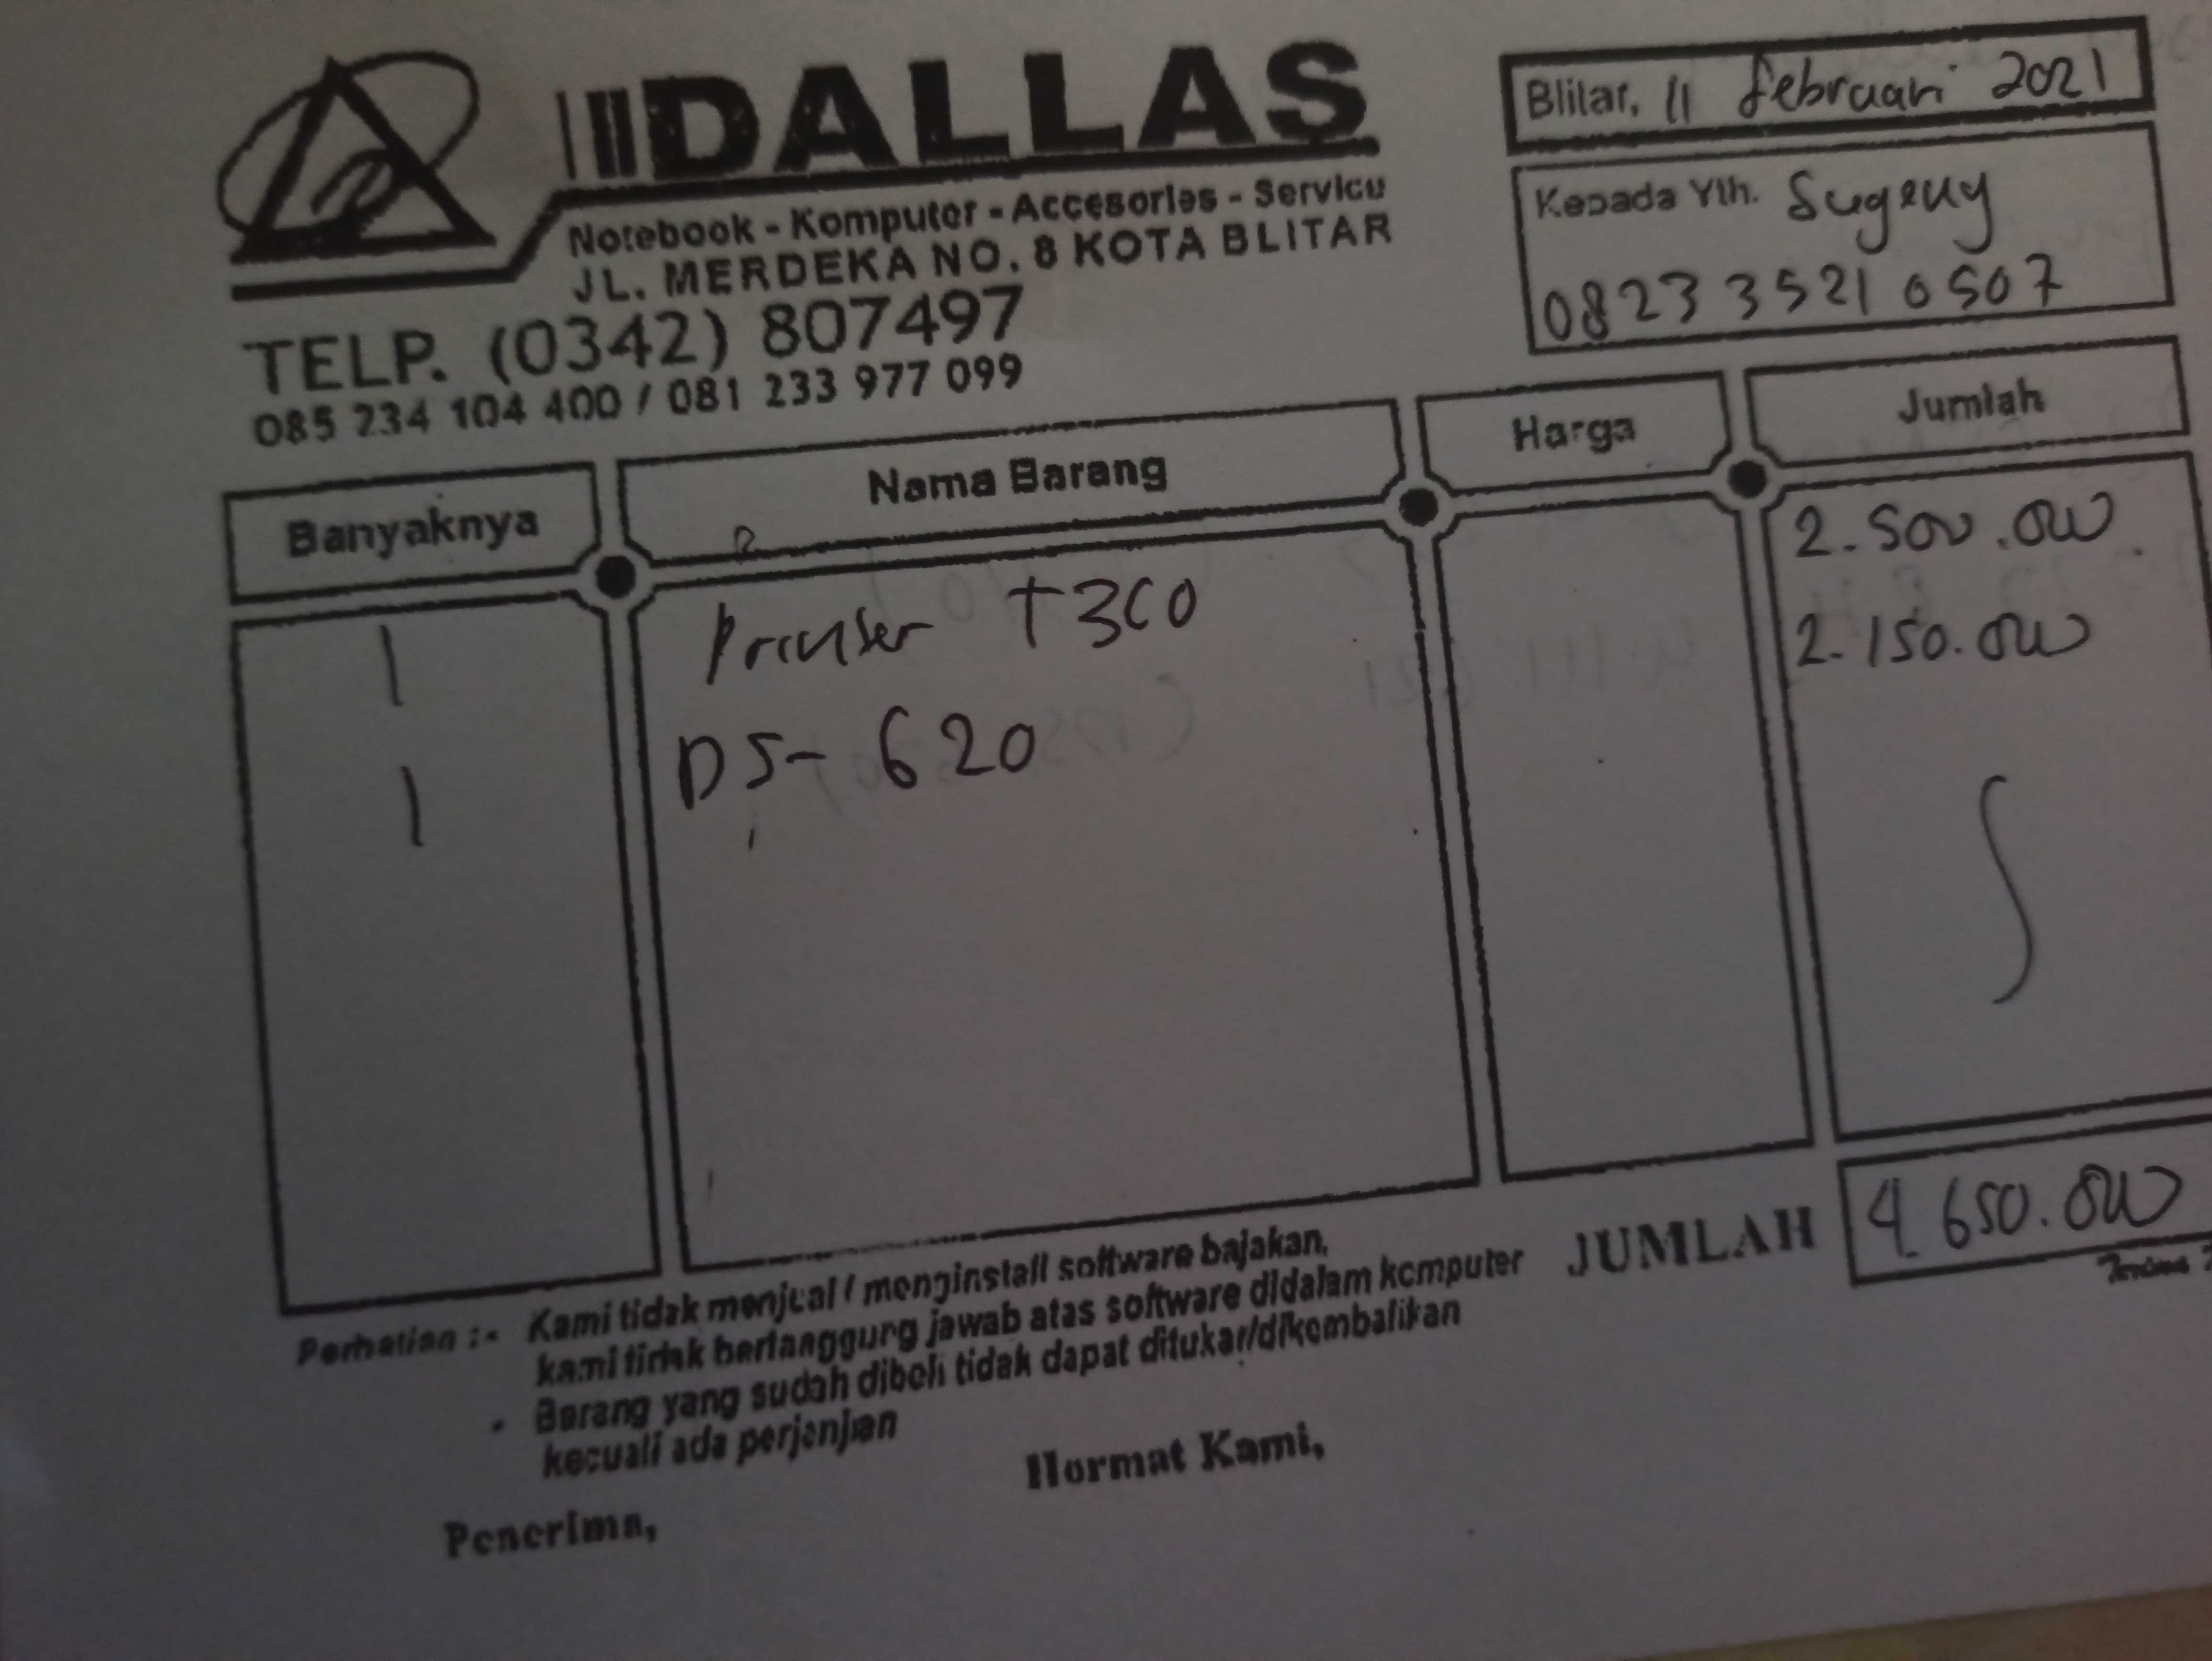 DALLAS
Notebook - Komputer - Accesories - Service
JL. MERDEKA NO. 8 KOTA BLITAR
TELP. (0342) 807497
085 234 104 400 / 081 233 977 099
Blitar, 11 Februari 2021
Kepada Yth. Sugeng
0823 3521 0507
Banyaknya Nama Barang Harga Jumlah
1 Printer T300 2.500.000
1 DS-620 2.150.000
JUMLAH 4.650.000
Perhatian :- Kami tidak menjual / menginstall software bajakan,
kami tidak bertanggung jawab atas software didalam komputer
- Barang yang sudah dibeli tidak dapat ditukar/dikembalikan
kecuali ada perjanjian
Penerima,
Hormat Kami,